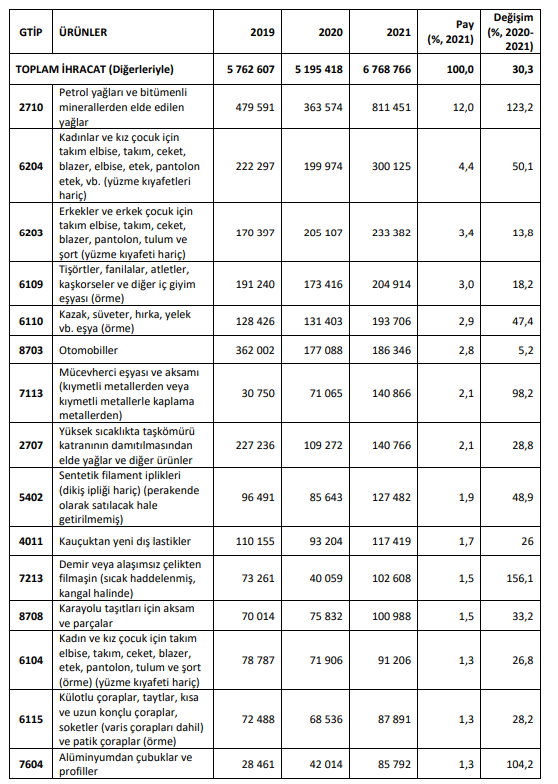 GTİP ÜRÜNLER 2019 2020 2021 Pay (%, 2021) Değişim (%, 2020-2021)
TOPLAM İHRACAT (Diğerleriyle) 5 762 607 5 195 418 6 768 766 100,0 30,3
2710 Petrol yağları ve bitümenli
minerallerden elde edilen
yağlar 479 591 363 574 811 451 12,0 123,2
6204 Kadınlar ve kız çocuk için
takım elbise, takım, ceket,
blazer, elbise, etek, pantolon
etek, vb. (yüzme kıyafetleri
hariç) 222 297 199 974 300 125 4,4 50,1
6203 Erkekler ve erkek çocuk için
takım elbise, takım, ceket,
blazer, pantolon, tulum ve
şort (yüzme kıyafeti hariç) 170 397 205 107 233 382 3,4 13,8
6109 Tişörtler, fanilalar, atletler,
kaşkorseler ve diğer iç giyim
eşyası (örme) 191 240 173 416 204 914 3,0 18,2
6110 Kazak, süveter, hırka, yelek
vb. eşya (örme) 128 426 131 403 193 706 2,9 47,4
8703 Otomobiller 362 002 177 088 186 346 2,8 5,2
7113 Mücevherci eşyası ve aksamı
(kıymetli metallerden veya
kıymetli metallerle kaplama
metallerden) 30 750 71 065 140 866 2,1 98,2
2707 Yüksek sıcaklıkta taşkömürü
katranının damıtılmasından
elde yağlar ve diğer ürünler 227 236 109 272 140 766 2,1 28,8
5402 Sentetik filament iplikleri
(dikiş ipliği hariç) (perakende
olarak satılacak hale
getirilmemiş) 96 491 85 643 127 482 1,9 48,9
4011 Kauçuktan yeni dış lastikler 110 155 93 204 117 419 1,7 26
7213 Demir veya alaşımsız çelikten
filmaşin (sıcak haddelenmiş,
kangal halinde) 73 261 40 059 102 608 1,5 156,1
8708 Karayolu taşıtları için aksam
ve parçalar 70 014 75 832 100 988 1,5 33,2
6104 Kadın ve kız çocuk için takım
elbise, takım, ceket, blazer,
etek, pantolon, tulum ve şort
(örme) (yüzme kıyafeti hariç) 78 787 71 906 91 206 1,3 26,8
6115 Külotlu çoraplar, taytlar, kısa
ve uzun konçlu çoraplar,
soketler (varis çorapları dahil)
ve patik çoraplar (örme) 72 488 68 536 87 891 1,3 28,2
7604 Alüminyumdan çubuklar ve
profiller 28 461 42 014 85 792 1,3 104,2